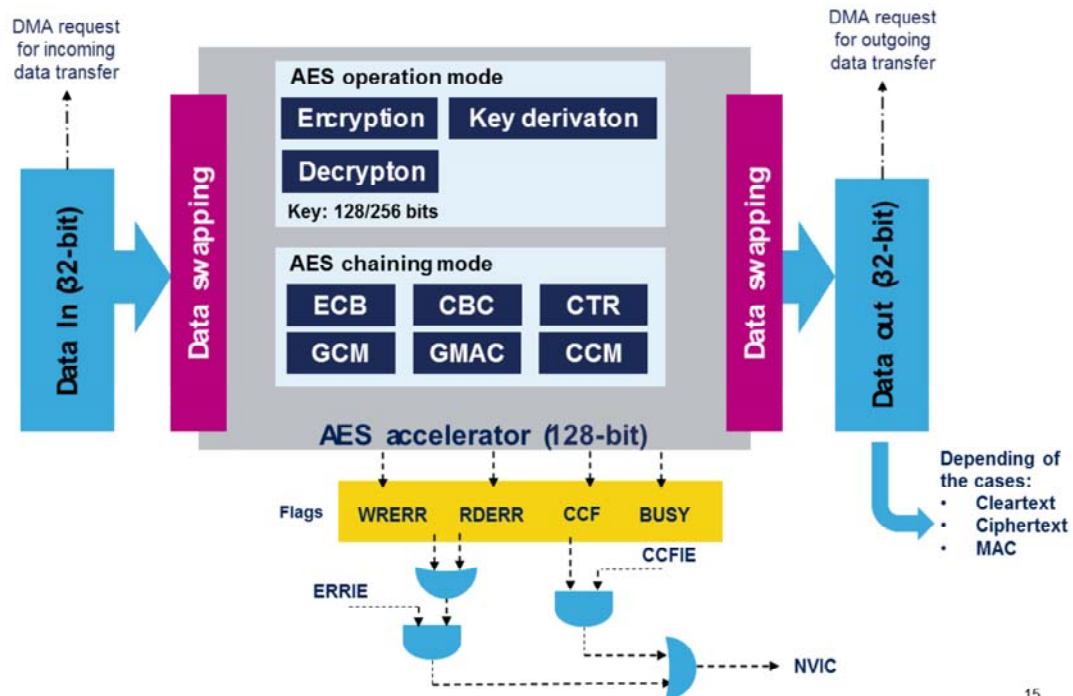 DMA request
for incoming
data transfer
DMA request
for outgoing
data transfer
AES operation mode
Encryption
Key derivaton
Decrypton
Key: 128/256 bits
AES chaining mode
ECB
CBC
CTR
GCM
GMAC
CCM
Data In (32-bit)
Data swapping
Data swapping
Data out (32-bit)
AES accelerator (128-bit)
Flags
WRERR
RDERR
CCF
BUSY
CCFIE
ERRIE
NVIC
Depending of
the cases:
• Cleartext
• Ciphertext
• MAC
15